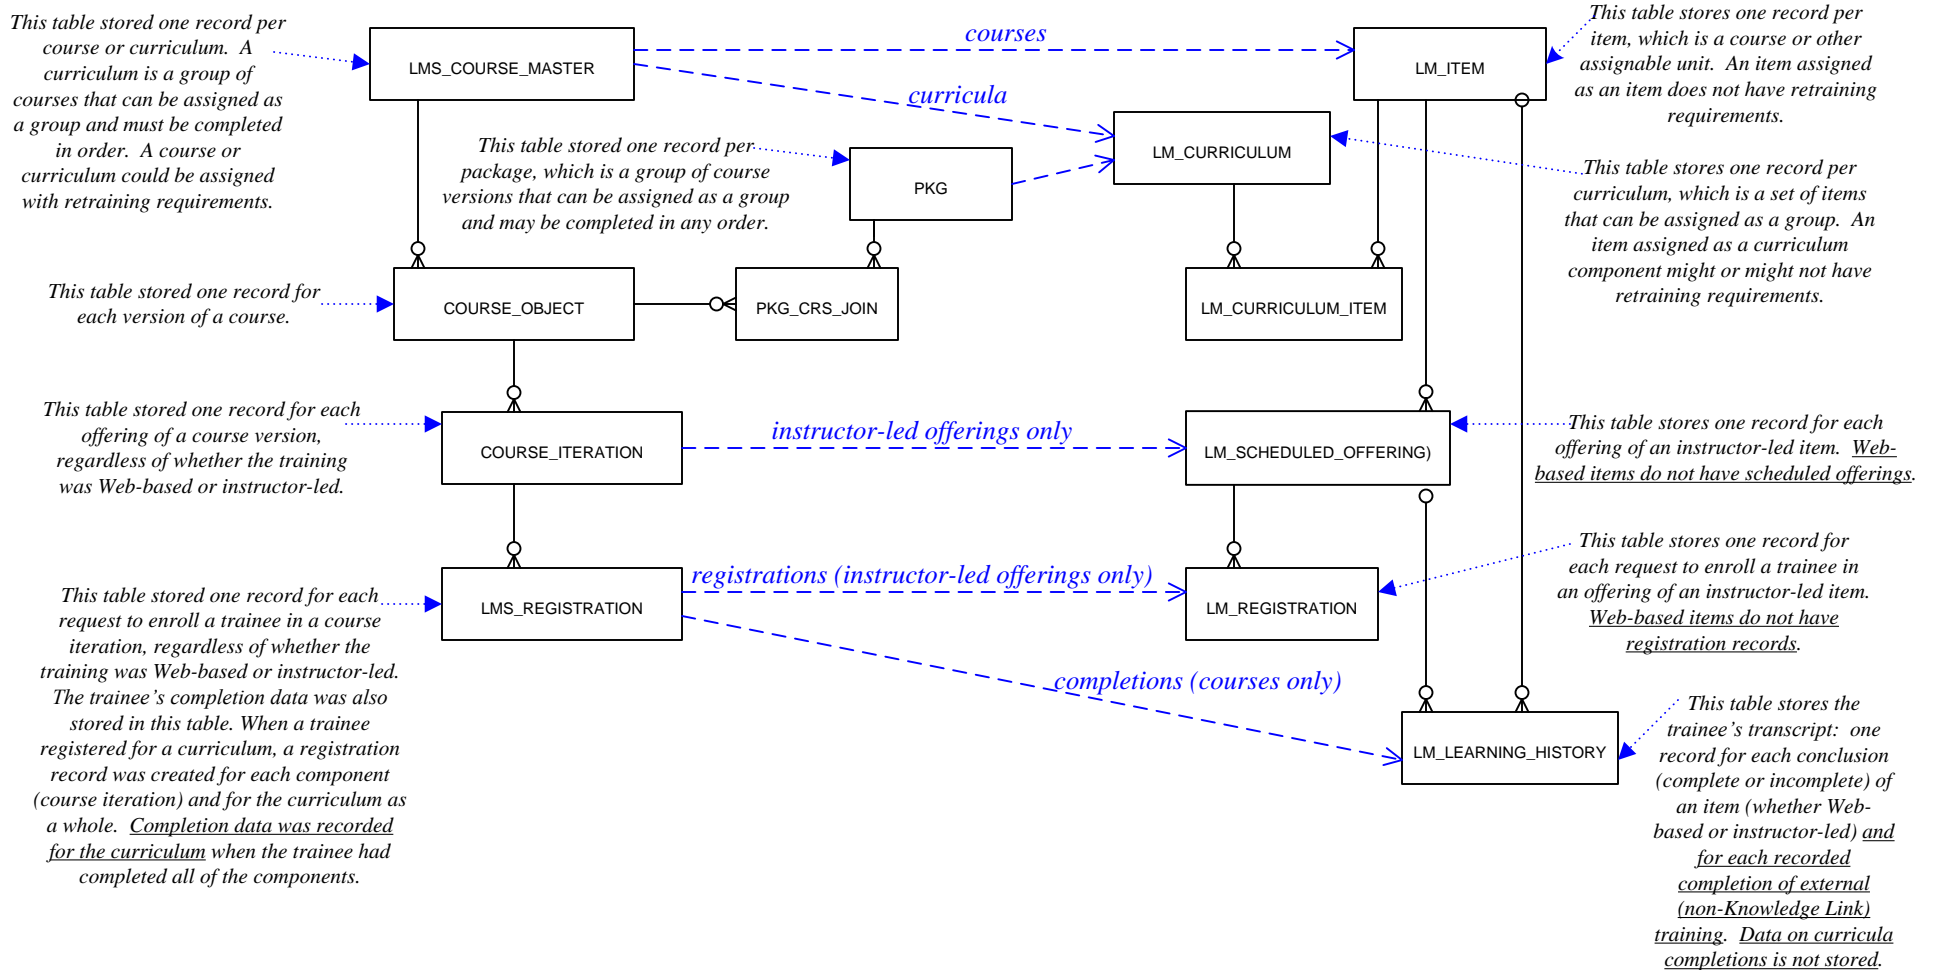 This table stored one record per
course or curriculum.  A
curriculum is a group of
courses that can be assigned as
a group and must be completed
in order.  A course or
curriculum could be assigned
with retraining requirements.
LMS_COURSE_MASTER
courses
curricula
LM_ITEM
This table stores one record per
item, which is a course or other
assignable unit.  An item assigned
as an item does not have retraining
requirements.
This table stored one record per
package, which is a group of course
versions that can be assigned as a group
and may be completed in any order.
PKG
LM_CURRICULUM
This table stores one record per
curriculum, which is a set of items
that can be assigned as a group.  An
item assigned as a curriculum
component might or might not have
retraining requirements.
This table stored one record for
each version of a course.
COURSE_OBJECT
PKG_CRS_JOIN
LM_CURRICULUM_ITEM
This table stored one record for each
offering of a course version,
regardless of whether the training
was Web-based or instructor-led.
COURSE_ITERATION
instructor-led offerings only
LM_SCHEDULED_OFFERING)
This table stores one record for each
offering of an instructor-led item.  Web-
based items do not have scheduled offerings.
This table stored one record for each
request to enroll a trainee in a course
iteration, regardless of whether the
training was Web-based or instructor-led.
The trainee’s completion data was also
stored in this table. When a trainee
registered for a curriculum, a registration
record was created for each component
(course iteration) and for the curriculum as
a whole.  Completion data was recorded
for the curriculum when the trainee had
completed all of the components.
LMS_REGISTRATION
registrations (instructor-led offerings only)
LM_REGISTRATION
This table stores one record for
each request to enroll a trainee in
an offering of an instructor-led item.
Web-based items do not have
registration records.
completions (courses only)
LM_LEARNING_HISTORY
This table stores the
trainee’s transcript:  one
record for each conclusion
(complete or incomplete) of
an item (whether Web-
based or instructor-led) and
for each recorded
completion of external
(non-Knowledge Link)
training.  Data on curricula
completions is not stored.